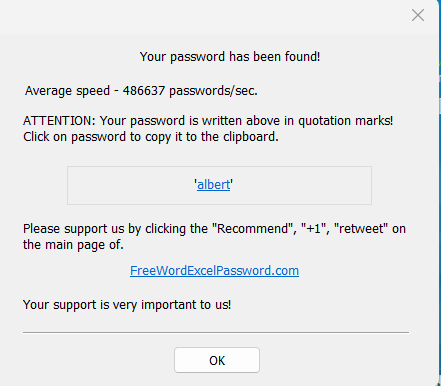 Your password has been found!
Average speed - 486637 passwords/sec.
ATTENTION: Your password is written above in quotation marks!
Click on password to copy it to the clipboard.
'albert'
Please support us by clicking the "Recommend", "+1", "retweet" on
the main page of.
FreeWordExcelPassword.com
Your support is very important to us!
OK